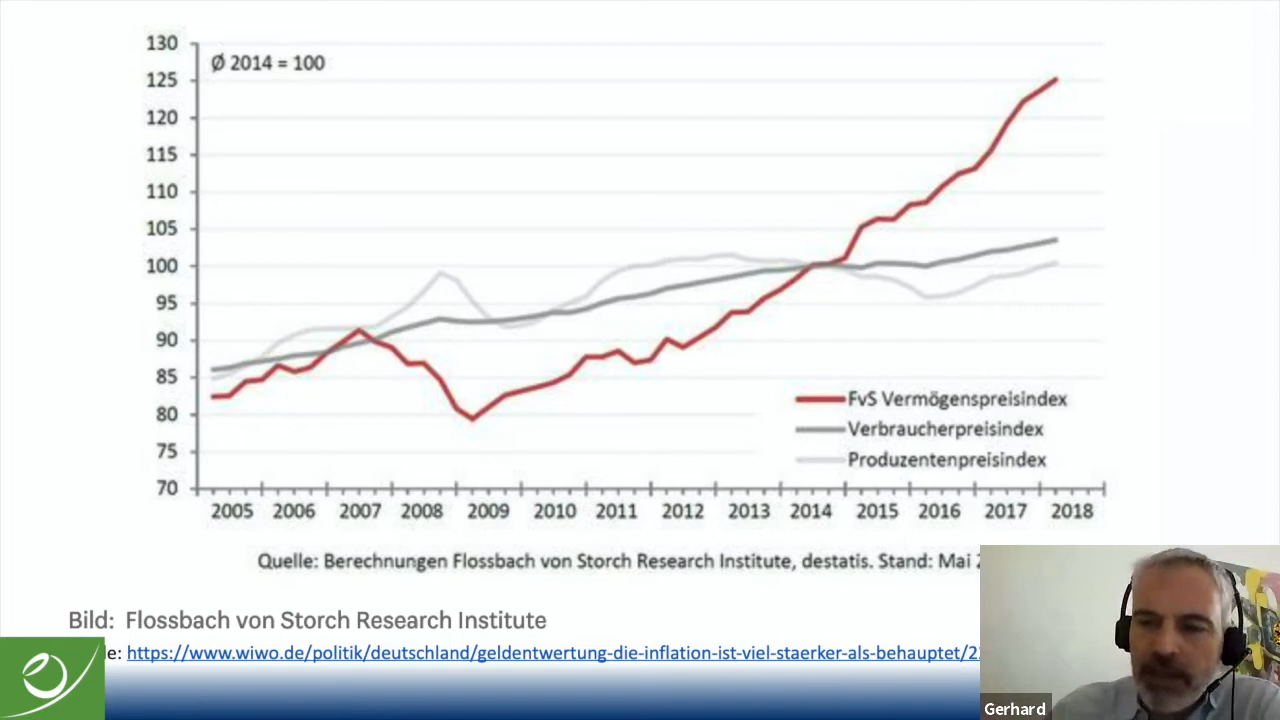 130
Ø 2014 = 100
125
120
115
110
105
100
95
90
85
80
75
70
FvS Vermögenspreisindex
Verbraucherpreisindex
Produzentenpreisindex
2005 2006 2007 2008 2009 2010 2011 2012 2013 2014 2015 2016 2017 2018
Quelle: Berechnungen Flossbach von Storch Research Institute, destatis. Stand: Mai
Bild: Flossbach von Storch Research Institute
e: https://www.wiwo.de/politik/deutschland/geldentwertung-die-inflation-ist-viel-staerker-als-behauptet/2
Gerhard